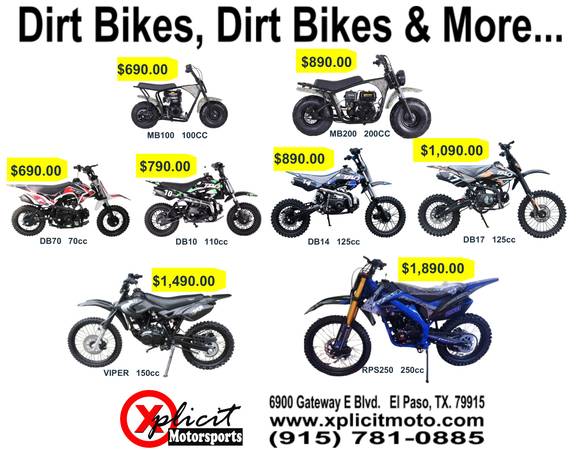 Dirt Bikes, Dirt Bikes & More...
$690.00
$890.00
MB100 100CC
MB200 200CC
$690.00
$790.00
$890.00
$1,090.00
DB70 70cc
DB10 110cc
DB14 125cc
DB17 125cc
$1,490.00
$1,890.00
VIPER 150cc
RPS250 250cc
Xplicit
Motorsports
6900 Gateway E Blvd. El Paso, TX. 79915
www.xplicitmoto.com
(915) 781-0885